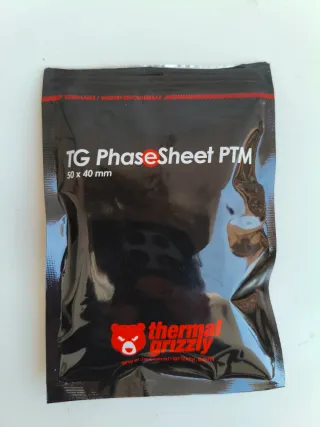 TG PhaseSheet PTM
50 x 40 mm
thermal
grizzly